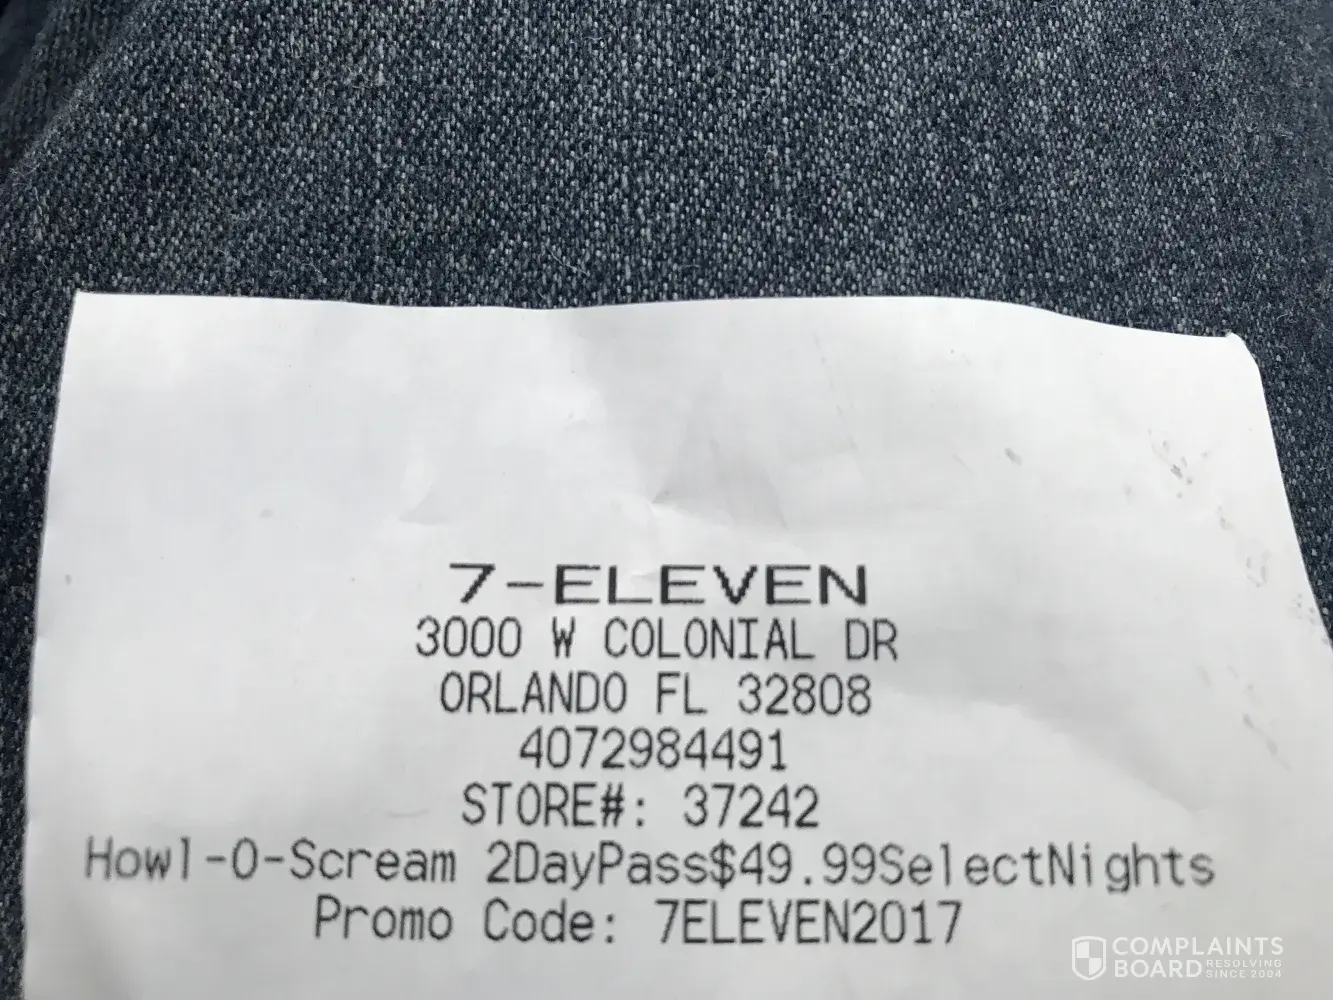 7-ELEVEN
3000 W COLONIAL DR
ORLANDO FL 32808
4072984491
STORE#: 37242
Howl-O-Scream 2DayPass$49.99SelectNights
Promo Code: 7ELEVEN2017
COMPLAINTS
BOARD RESOLVING
SINCE 2004